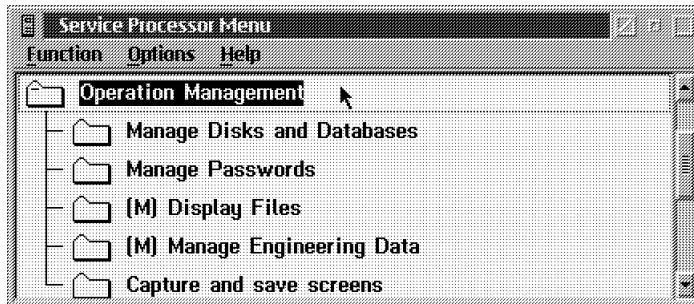 Service Processor Menu
Function Options Help
Operation Management
Manage Disks and Databases
Manage Passwords
(M) Display Files
(M) Manage Engineering Data
Capture and save screens